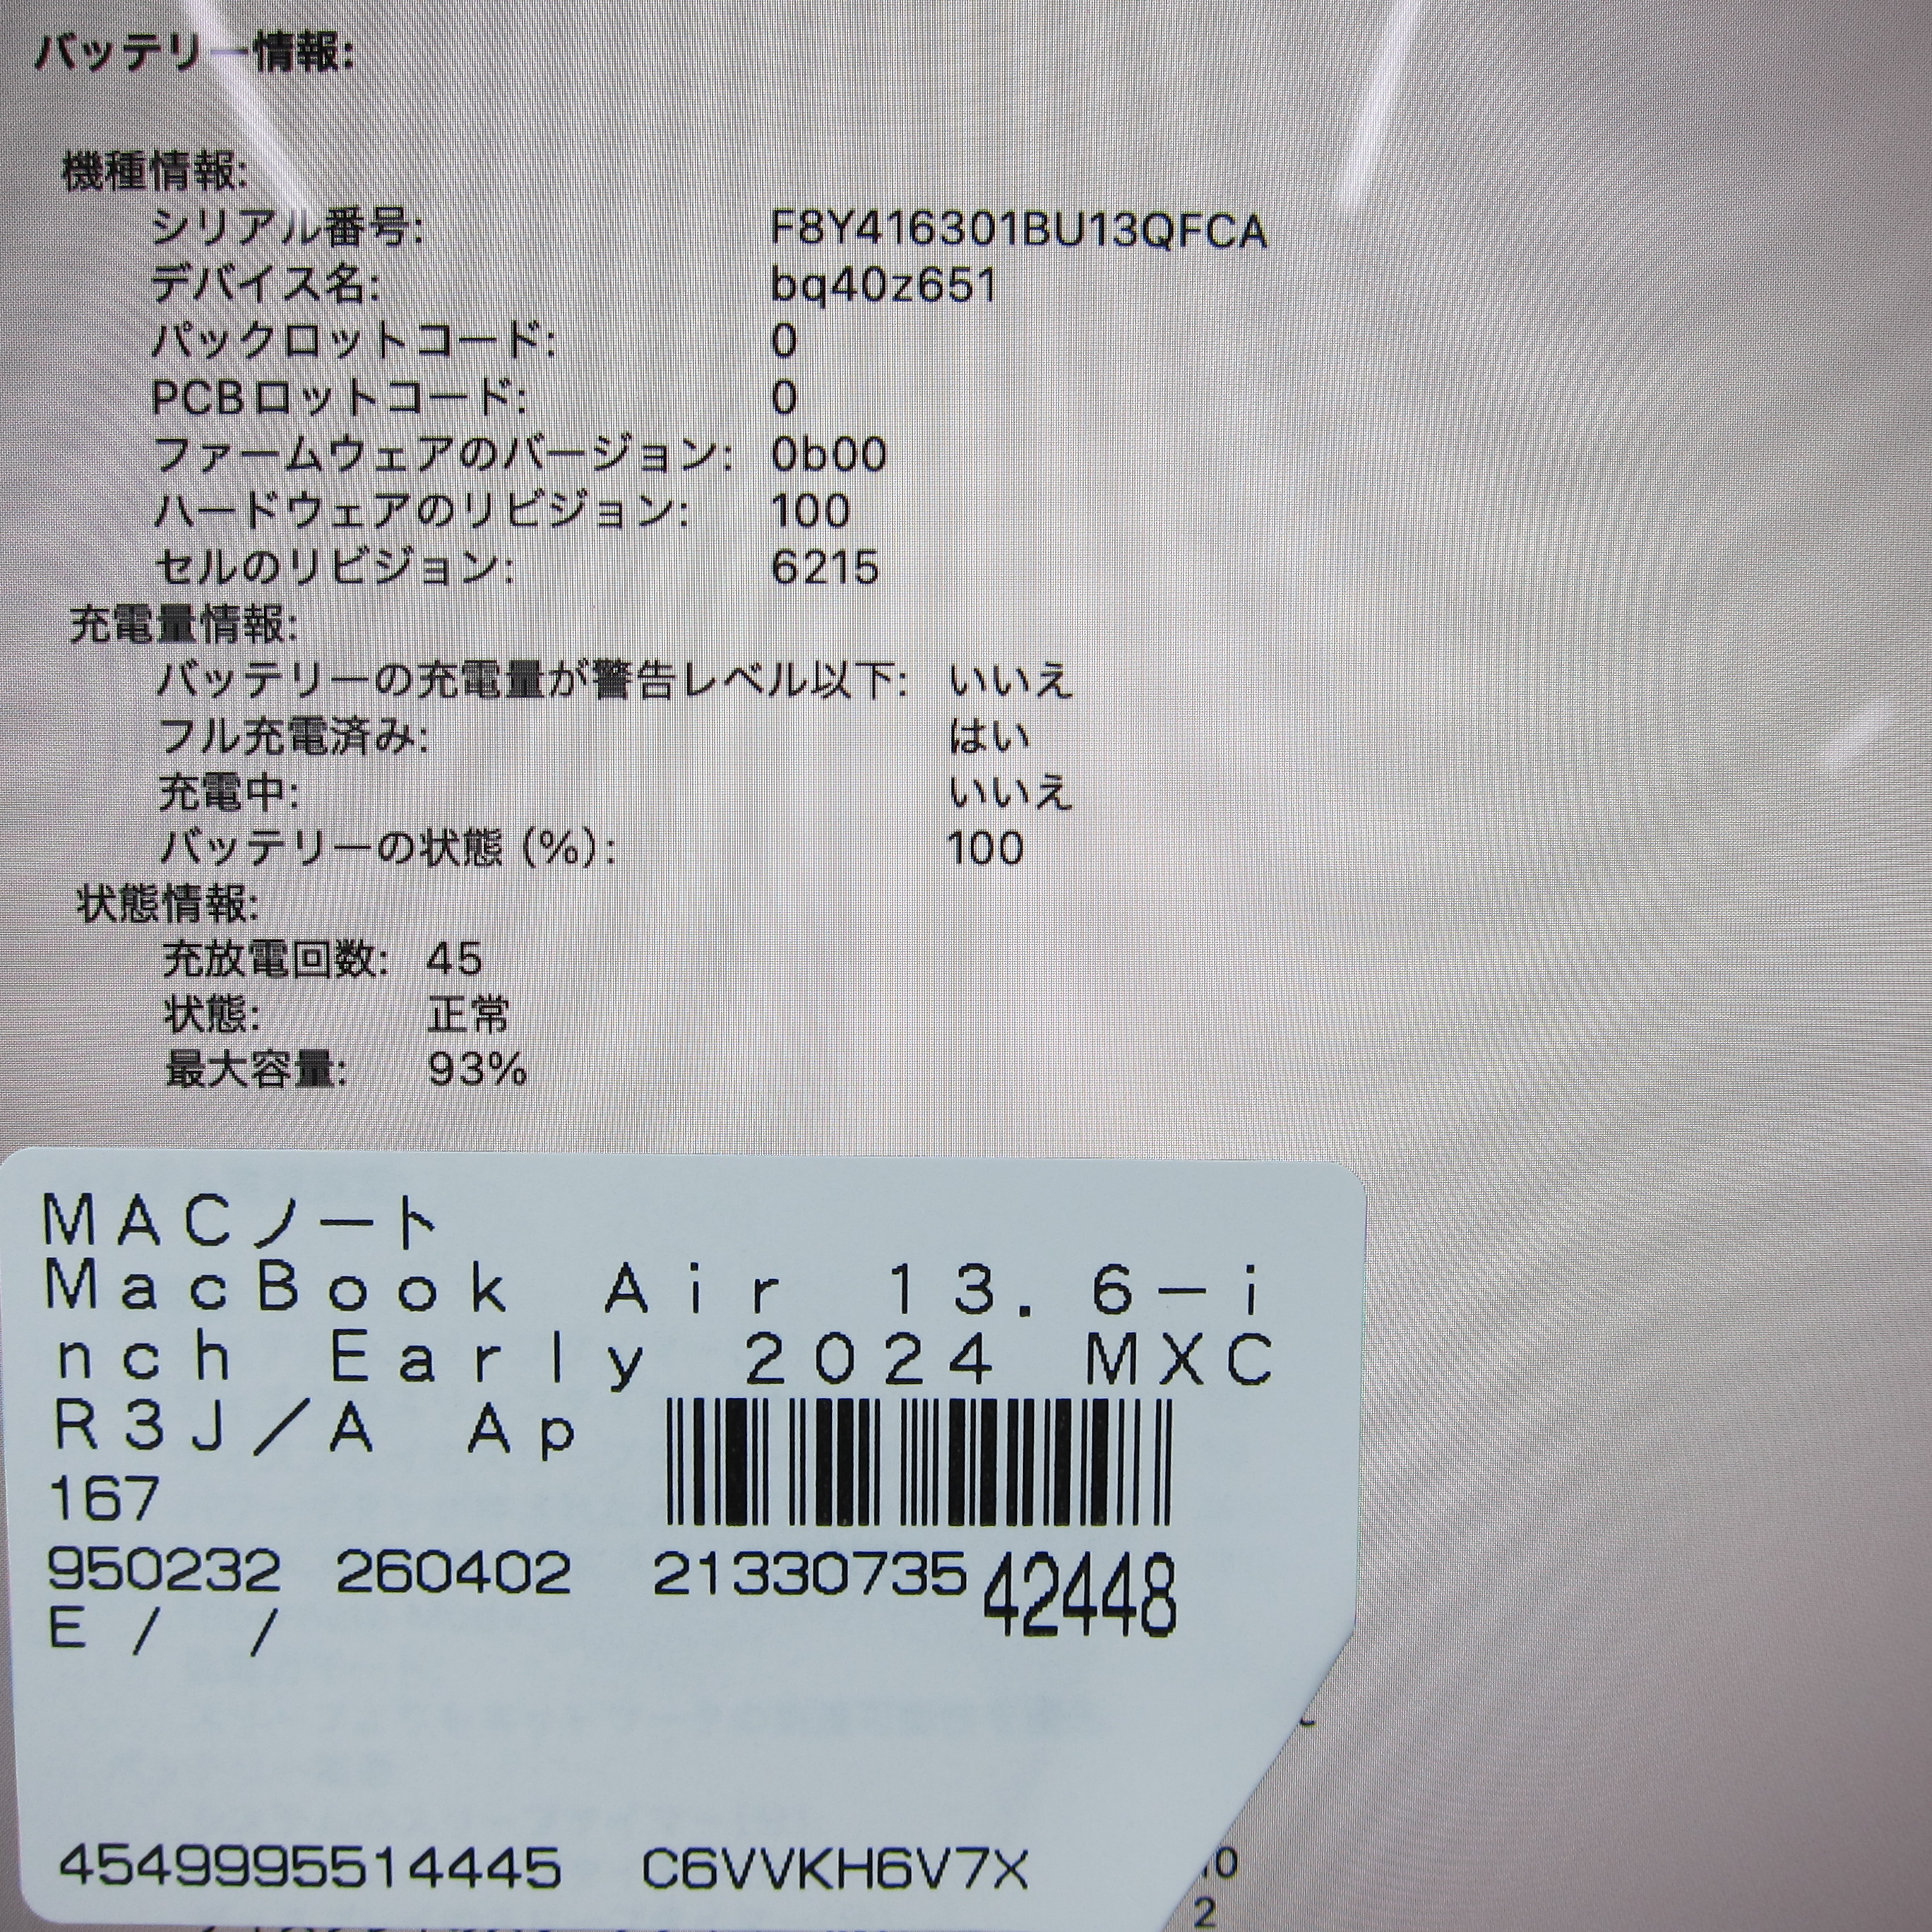 バッテリー情報:
機種情報:
シリアル番号: F8Y416301BU13QFCA
デバイス名: bq40z651
パックロットコード: 0
PCBロットコード: 0
ファームウェアのバージョン: 0b00
ハードウェアのリビジョン: 100
セルのリビジョン: 6215
充電量情報:
バッテリーの充電量が警告レベル以下: いいえ
フル充電済み: はい
充電中: いいえ
バッテリーの状態 (%): 100
状態情報:
充放電回数: 45
状態: 正常
最大容量: 93%
MACノート
MacBook Air 13.6-i
nch Early 2024 MXC
R3J/A Ap
167
950232 260402 21330735 42448
E / /
4549995514445 C6VVKH6V7X
2